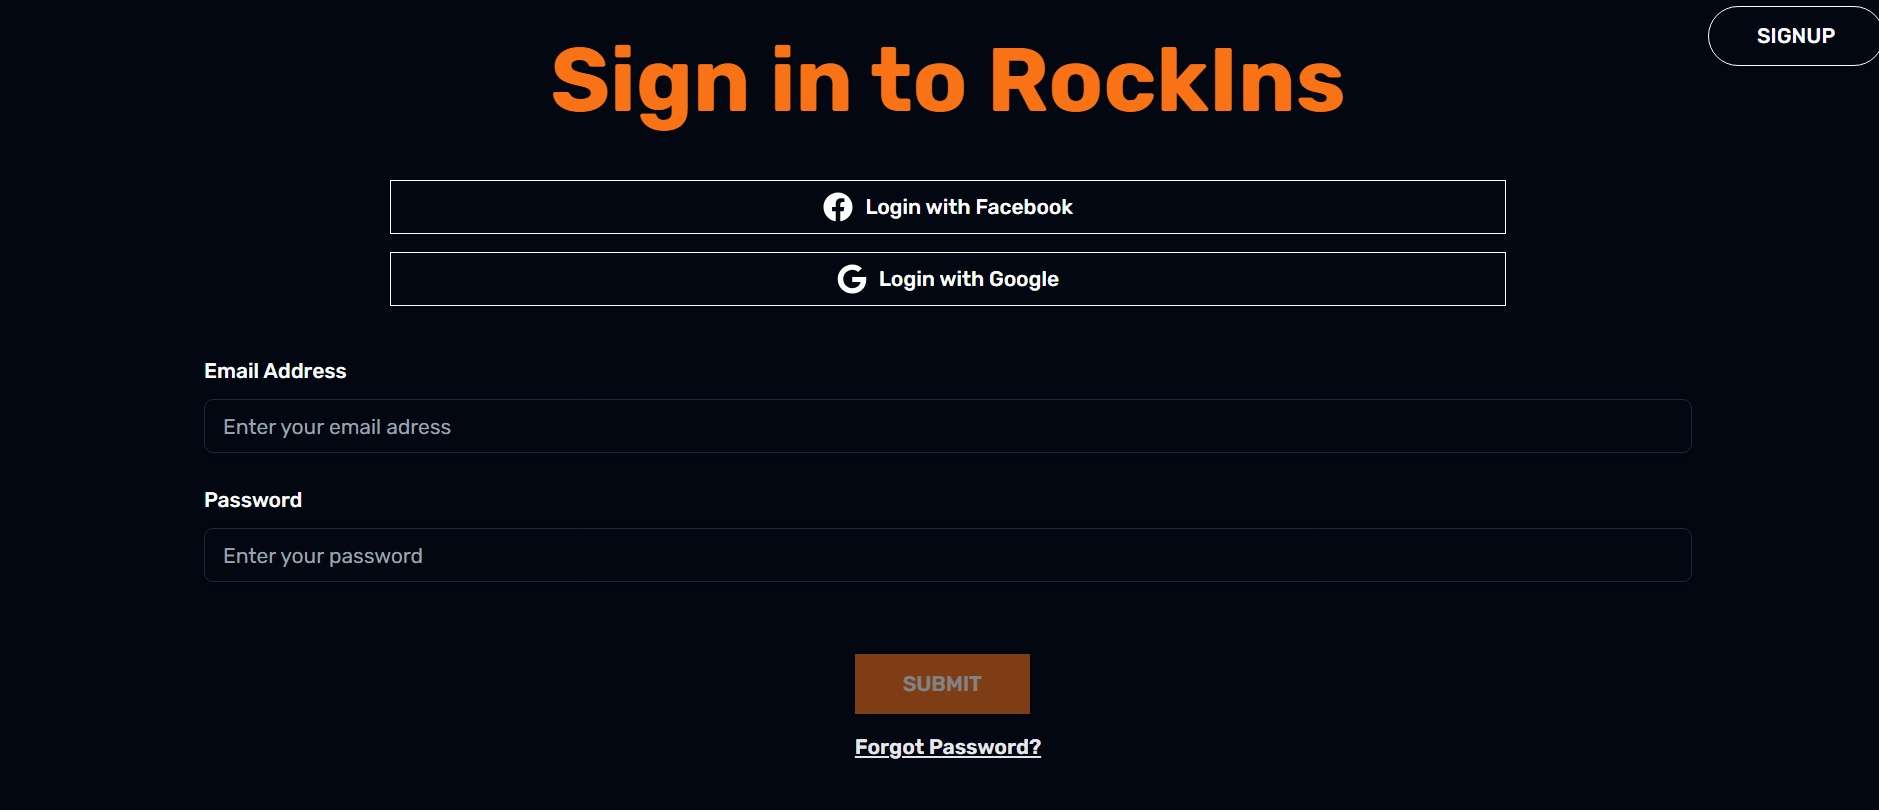 SIGNUP
Sign in to RockIns
Login with Facebook
Login with Google
Email Address
Enter your email adress
Password
Enter your password
SUBMIT
Forgot Password?